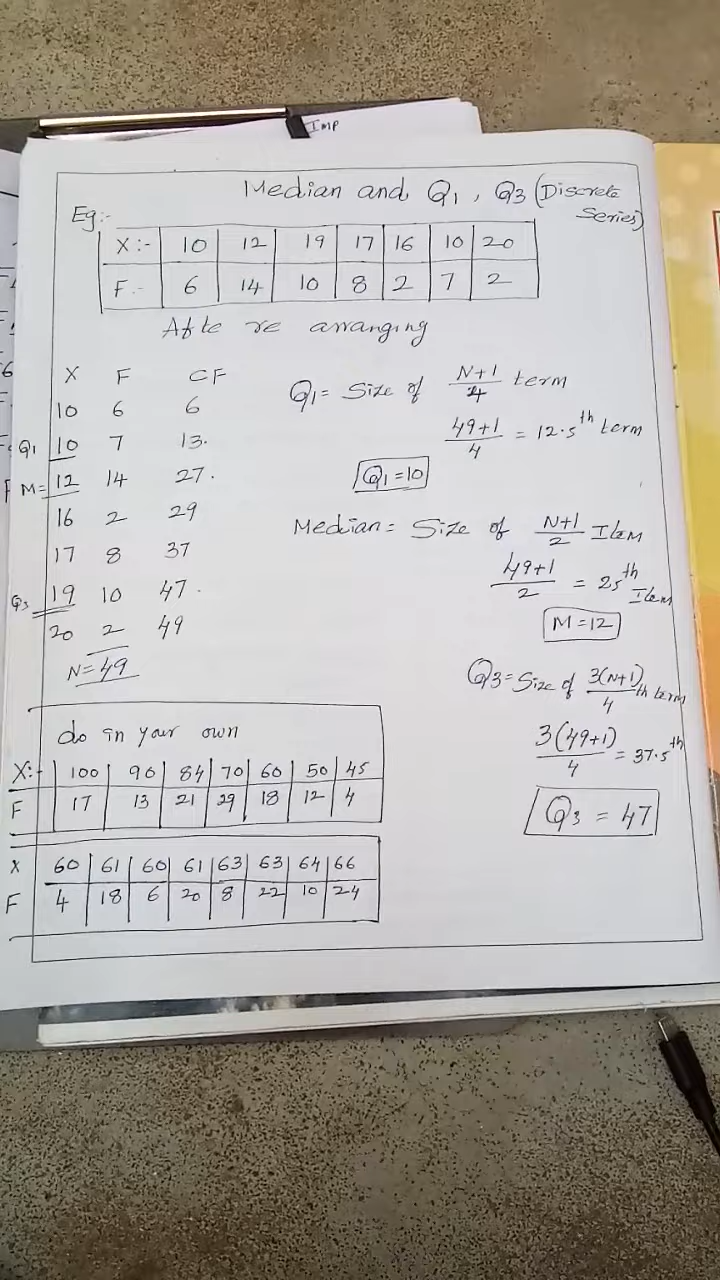 IMP
Median and Q1, Q3 (Discrete
Series)
Eg:-
X:- 10 12 19 17 16 10 20
F:- 6 14 10 8 2 7 2
Afte re arranging
X F CF
10 6 6
Q1 10 7 13.
M= 12 14 27.
16 2 29
17 8 37
Q3 19 10 47.
20 2 49
N=49
Q1= Size of N+1/4 term
49+1/4 = 12.5th term
Q1=10
Median= Size of N+1/2 Item
49+1/2 = 25th Item
M=12
Q3=Size of 3(N+1)/4 th term
3(49+1)/4 = 37.5th
Q3 = 47
do in your own
X:- 100 90 84 70 60 50 45
F 17 13 21 29 18 12 4
X 60 61 60 61 63 63 64 66
F 4 18 6 20 8 22 10 24